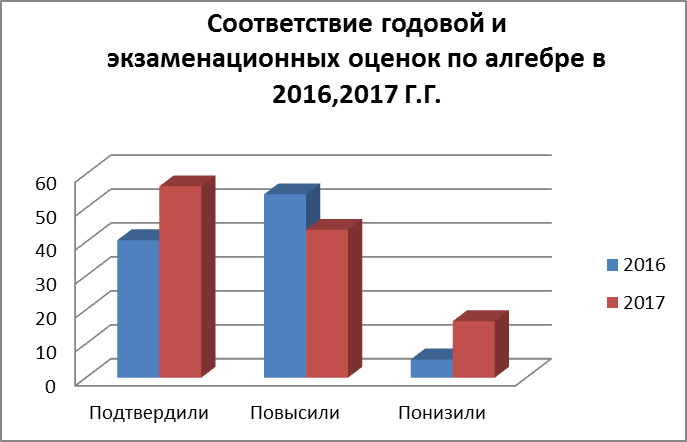 Соответствие годовой и
экзаменационных оценок по алгебре в
2016,2017 Г.Г.
60
50
40
30
20
10
0
Подтвердили Повысили Понизили
2016
2017